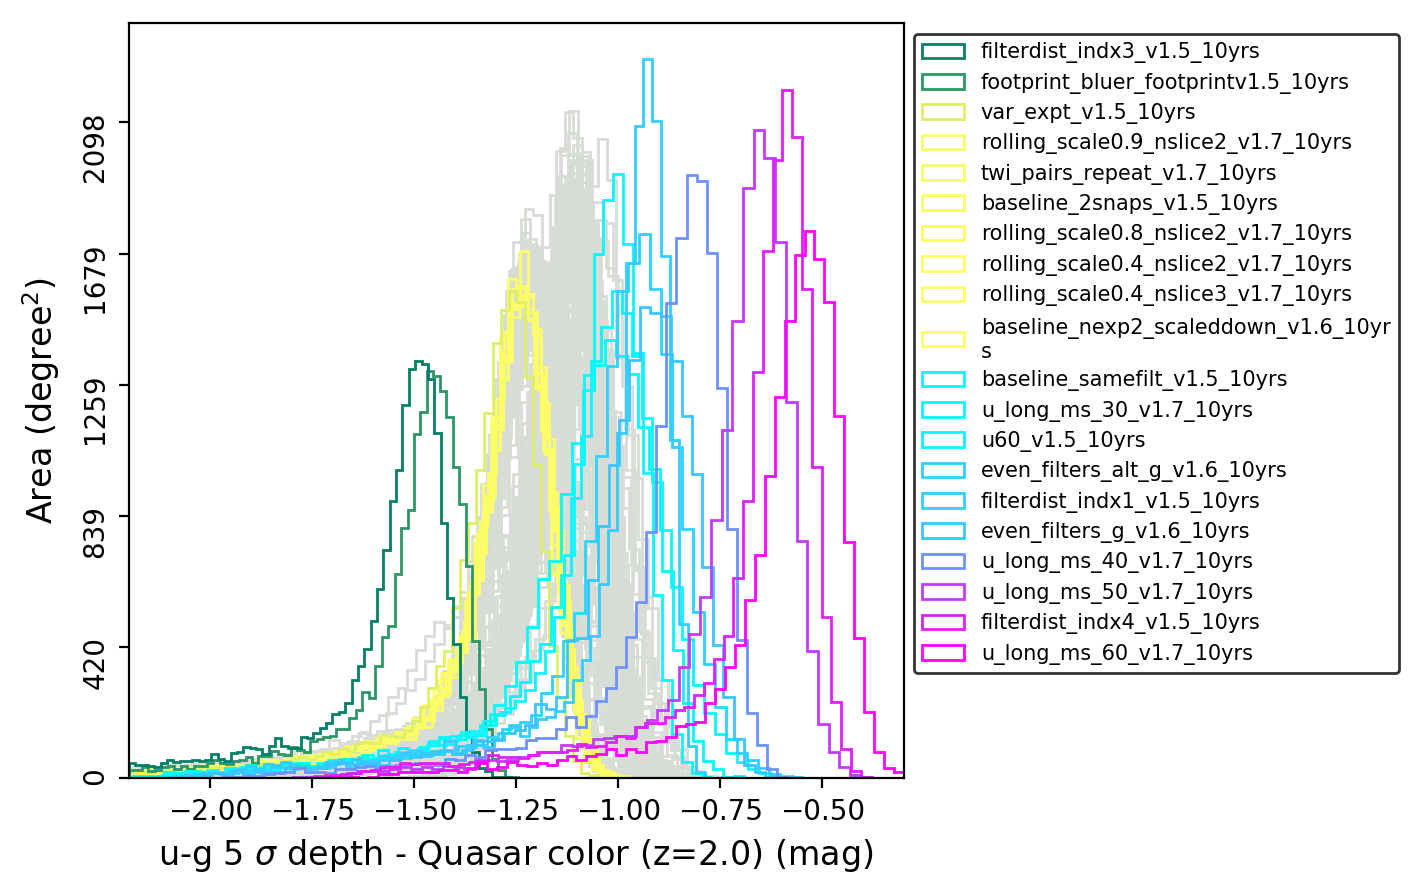 2098
1679
1259
839
420
0
Area (degree²)
−2.00
−1.75
−1.50
−1.25
−1.00
−0.75
−0.50
u-g 5 σ depth - Quasar color (z=2.0) (mag)
filterdist_indx3_v1.5_10yrs
footprint_bluer_footprintv1.5_10yrs
var_expt_v1.5_10yrs
rolling_scale0.9_nslice2_v1.7_10yrs
twi_pairs_repeat_v1.7_10yrs
baseline_2snaps_v1.5_10yrs
rolling_scale0.8_nslice2_v1.7_10yrs
rolling_scale0.4_nslice2_v1.7_10yrs
rolling_scale0.4_nslice3_v1.7_10yrs
baseline_nexp2_scaleddown_v1.6_10yr
s
baseline_samefilt_v1.5_10yrs
u_long_ms_30_v1.7_10yrs
u60_v1.5_10yrs
even_filters_alt_g_v1.6_10yrs
filterdist_indx1_v1.5_10yrs
even_filters_g_v1.6_10yrs
u_long_ms_40_v1.7_10yrs
u_long_ms_50_v1.7_10yrs
filterdist_indx4_v1.5_10yrs
u_long_ms_60_v1.7_10yrs